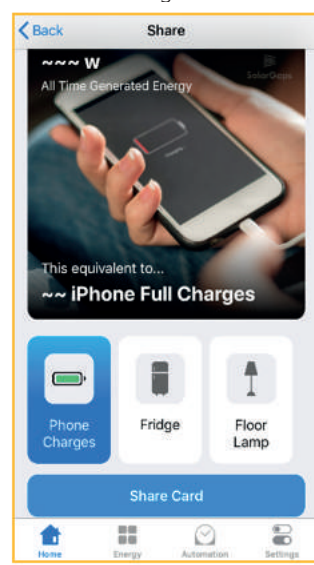 Back
Share
~~~ W
All Time Generated Energy
SolarGaps
This equivalent to...
~~ iPhone Full Charges
Phone
Charges
Fridge
Floor
Lamp
Share Card
Home
Energy
Automation
Settings